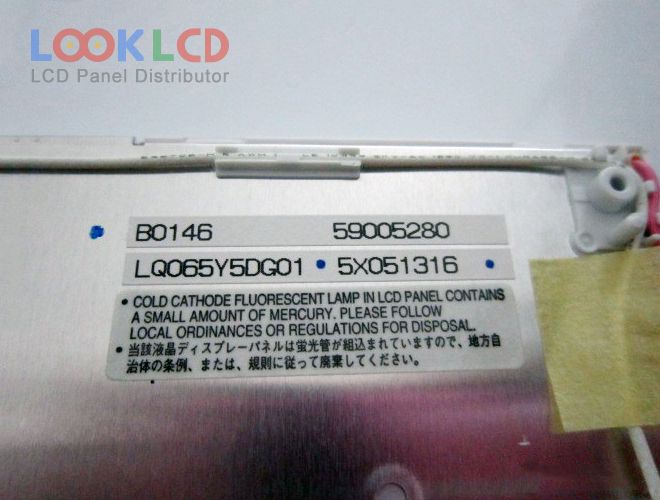 LOOKLCD
LCD Panel Distributor
B0146 59005280
LQ065Y5DG01 5X051316
• COLD CATHODE FLUORESCENT LAMP IN LCD PANEL CONTAINS
A SMALL AMOUNT OF MERCURY. PLEASE FOLLOW
LOCAL ORDINANCES OR REGULATIONS FOR DISPOSAL.
• 当該液晶ディスプレーパネルは蛍光管が組込まれていますので、地方自
治体の条例、または、規則に従って廃棄してください。